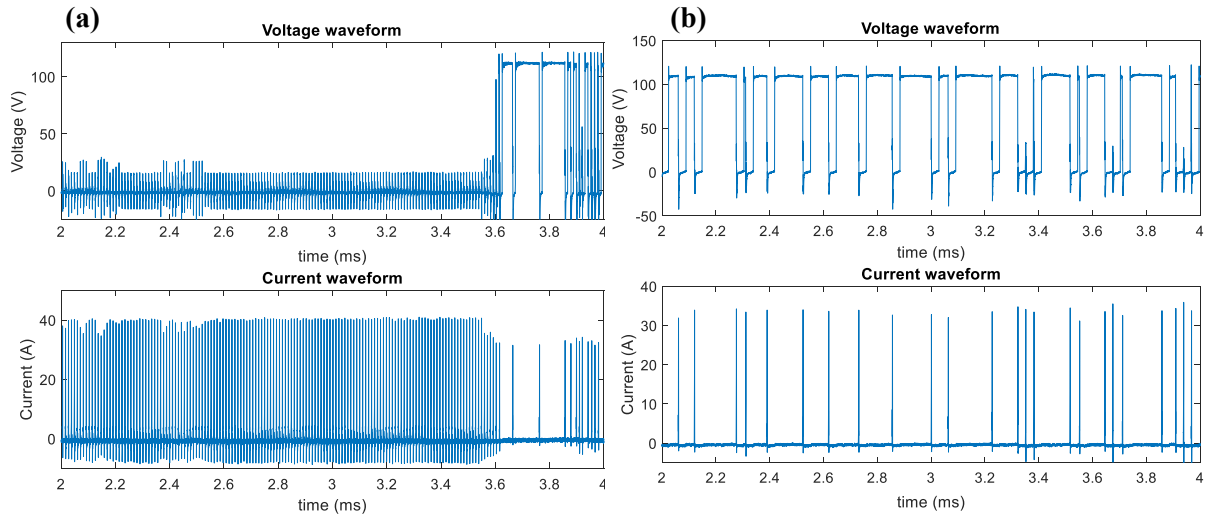 (a)
Voltage waveform
Voltage (V)
100
50
0
2 2.2 2.4 2.6 2.8 3 3.2 3.4 3.6 3.8 4
time (ms)
Current waveform
Current (A)
40
20
0
2 2.2 2.4 2.6 2.8 3 3.2 3.4 3.6 3.8 4
time (ms)
(b)
Voltage waveform
Voltage (V)
150
100
50
0
-50
2 2.2 2.4 2.6 2.8 3 3.2 3.4 3.6 3.8 4
time (ms)
Current waveform
Current (A)
40
30
20
10
0
2 2.2 2.4 2.6 2.8 3 3.2 3.4 3.6 3.8 4
time (ms)